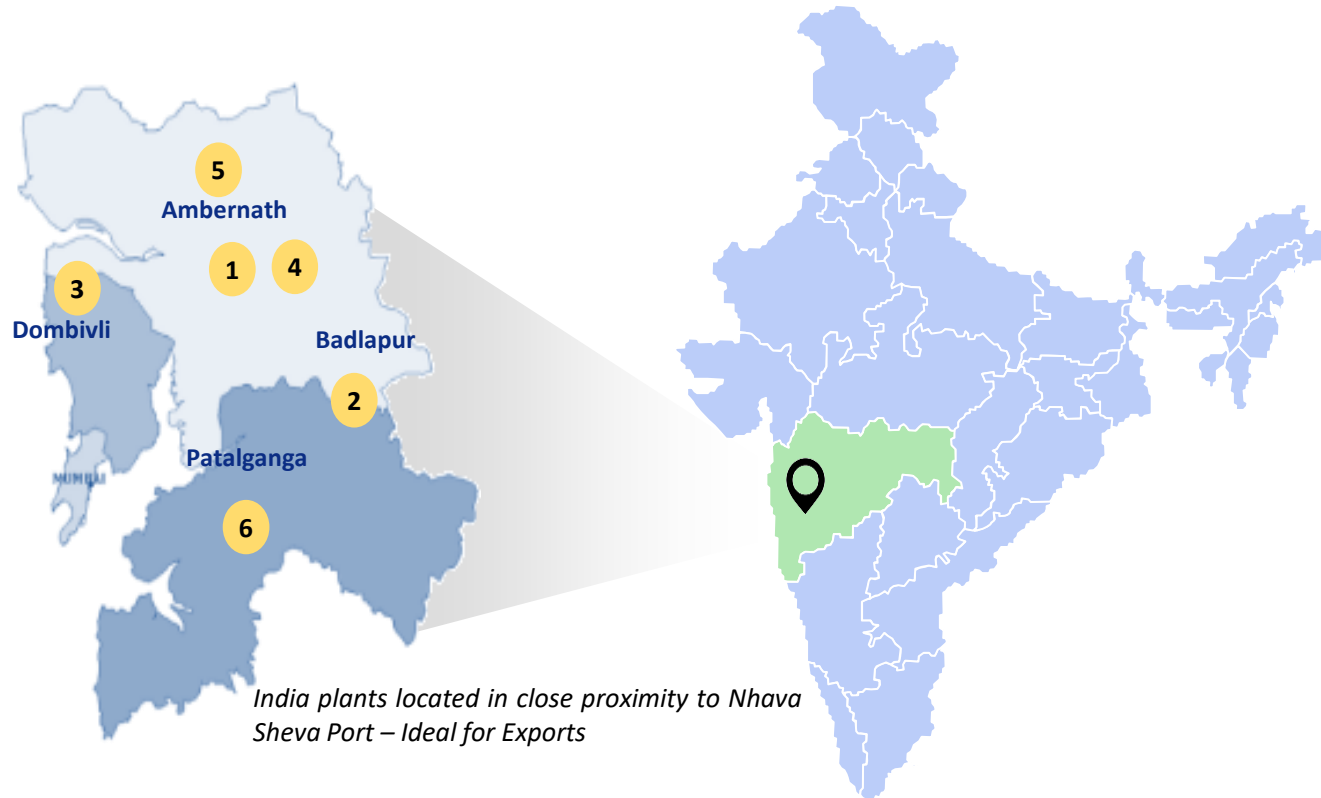 5
Ambernath
1
4
3
Dombivli
Badlapur
2
Patalganga
MUMBAI
6
India plants located in close proximity to Nhava
Sheva Port – Ideal for Exports